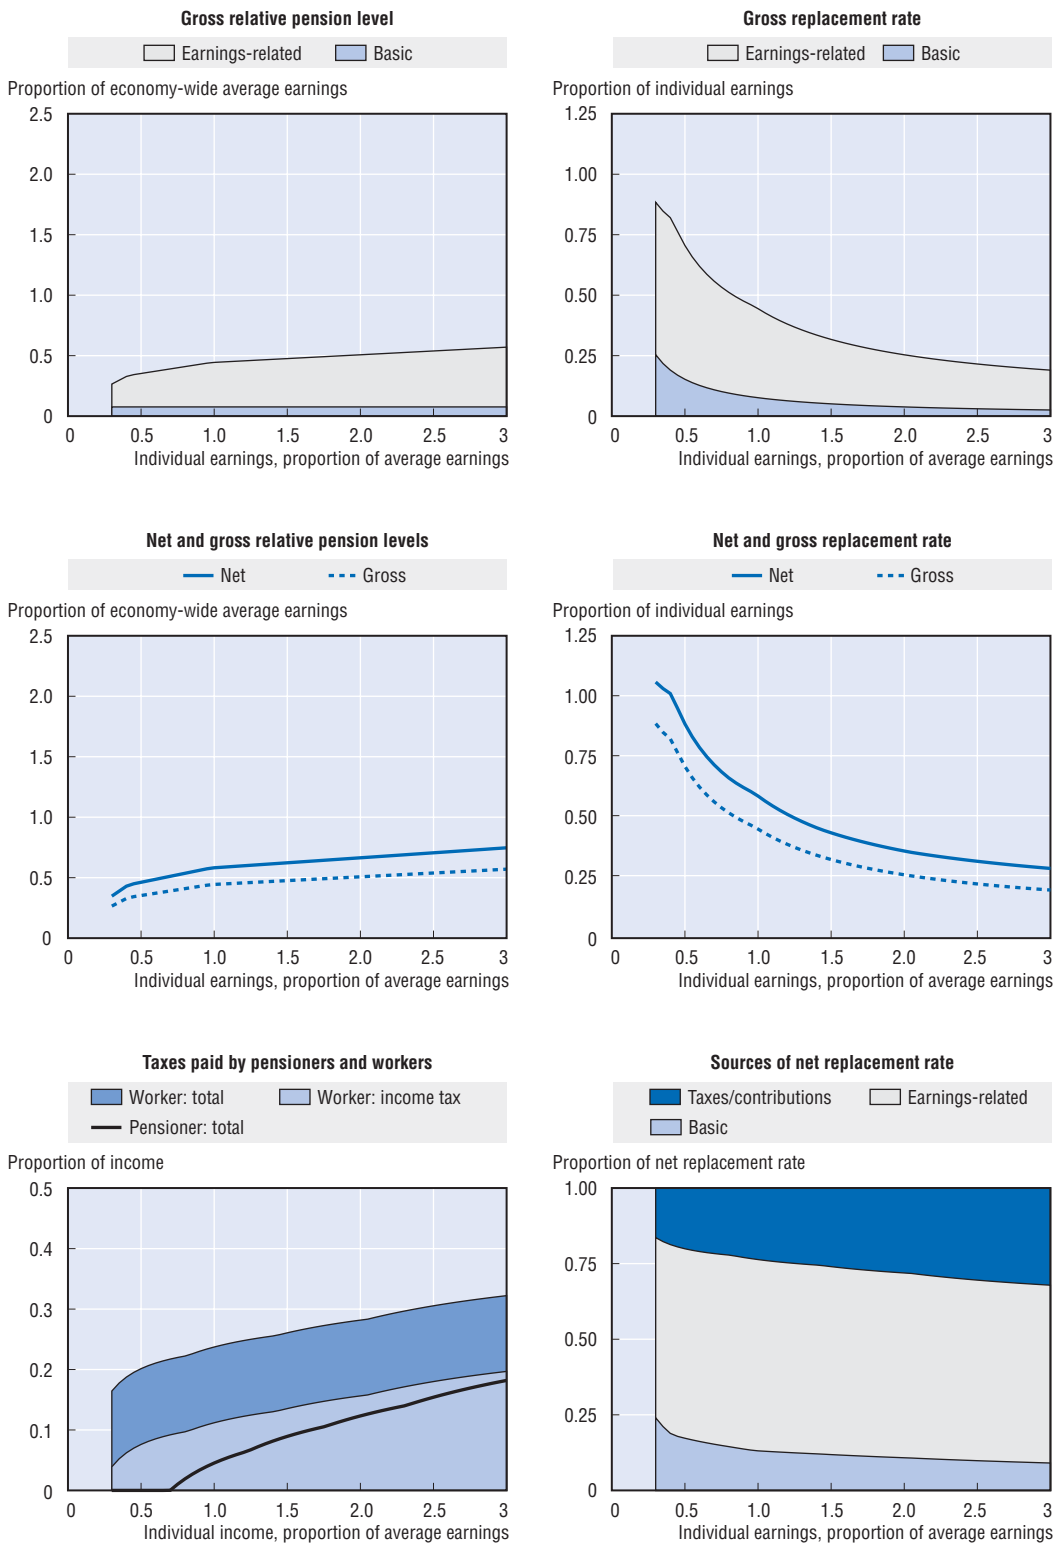 Gross relative pension level
Earnings-related Basic
Proportion of economy-wide average earnings
2.5
2.0
1.5
1.0
0.5
0
0 0.5 1.0 1.5 2.0 2.5 3
Individual earnings, proportion of average earnings
Gross replacement rate
Earnings-related Basic
Proportion of individual earnings
1.25
1.00
0.75
0.50
0.25
0
0 0.5 1.0 1.5 2.0 2.5 3
Individual earnings, proportion of average earnings
Net and gross relative pension levels
Net Gross
Proportion of economy-wide average earnings
2.5
2.0
1.5
1.0
0.5
0
0 0.5 1.0 1.5 2.0 2.5 3
Individual earnings, proportion of average earnings
Net and gross replacement rate
Net Gross
Proportion of individual earnings
1.25
1.00
0.75
0.50
0.25
0
0 0.5 1.0 1.5 2.0 2.5 3
Individual earnings, proportion of average earnings
Taxes paid by pensioners and workers
Worker: total Worker: income tax
Pensioner: total
Proportion of income
0.5
0.4
0.3
0.2
0.1
0
0 0.5 1.0 1.5 2.0 2.5 3
Individual income, proportion of average earnings
Sources of net replacement rate
Taxes/contributions Earnings-related
Basic
Proportion of net replacement rate
1.00
0.75
0.50
0.25
0
0 0.5 1.0 1.5 2.0 2.5 3
Individual earnings, proportion of average earnings